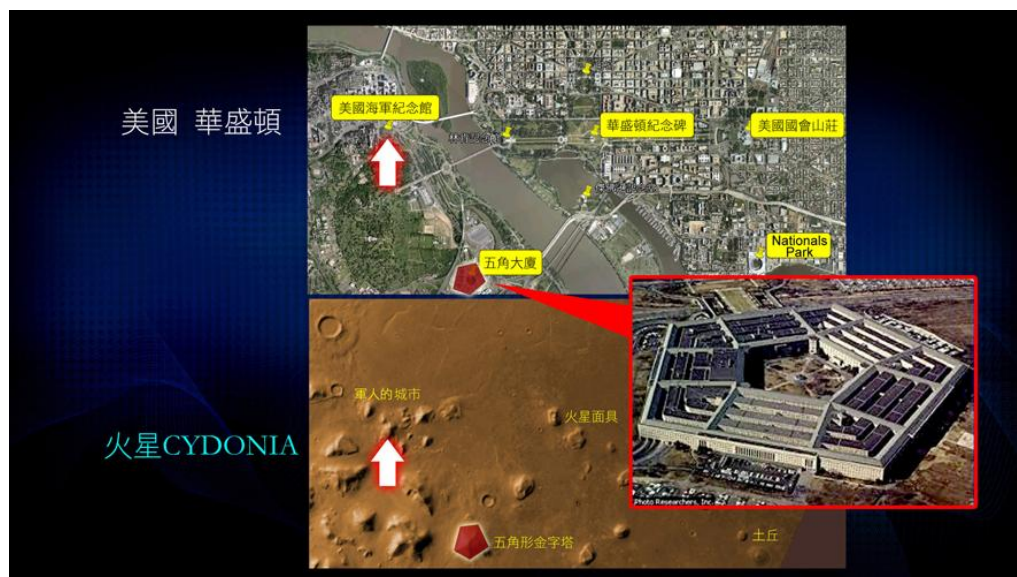 美國 華盛頓
美國海軍紀念館
華盛頓紀念碑
美國國會山莊
Nationals
Park
五角大廈
火星CYDONIA
軍人的城市
火星面具
五角形金字塔
土丘
Photo Researchers, Inc.